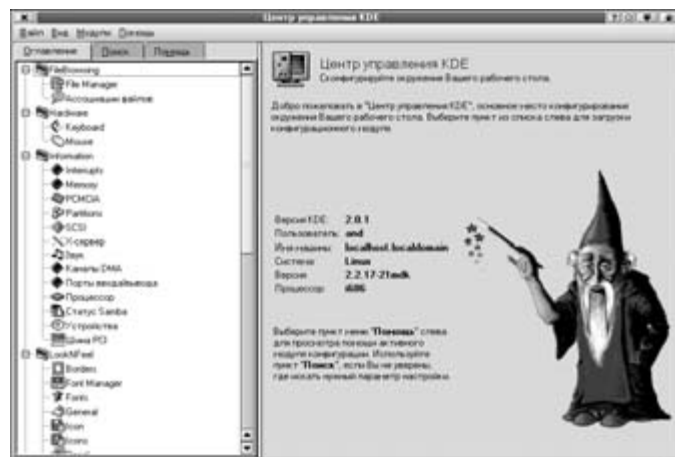 Центр управления KDE
Файл Вид Модули Помощь
Оглавление Поиск Помощь
FileBrowsing
File Manager
Ассоциации файлов
Hardware
Keyboard
Mouse
Information
Interrupts
Memory
PCMCIA
Partitions
SCSI
X-сервер
Звук
Каналы DMA
Порты ввода/вывода
Процессор
Статус Samba
Устройства
Шина PCI
LookNFeel
Borders
Font Manager
Fonts
General
Icon
Icons
Центр управления KDE
Сконфигурируйте окружение Вашего рабочего стола.
Добро пожаловать в "Центр управления KDE", основное место конфигурирования
окружения Вашего рабочего стола. Выберите пункт из списка слева для загрузки
конфигурационного модуля.
Версия KDE: 2.0.1
Пользователь: and
Имя машины: localhost.localdomain
Система: Linux
Версия: 2.2.17-21mdk
Процессор: i686
Выберите пункт меню "Помощь" слева
для просмотра помощи активного
модуля конфигурации. Используйте
пункт "Поиск", если Вы не уверены,
где искать нужный параметр настройки.